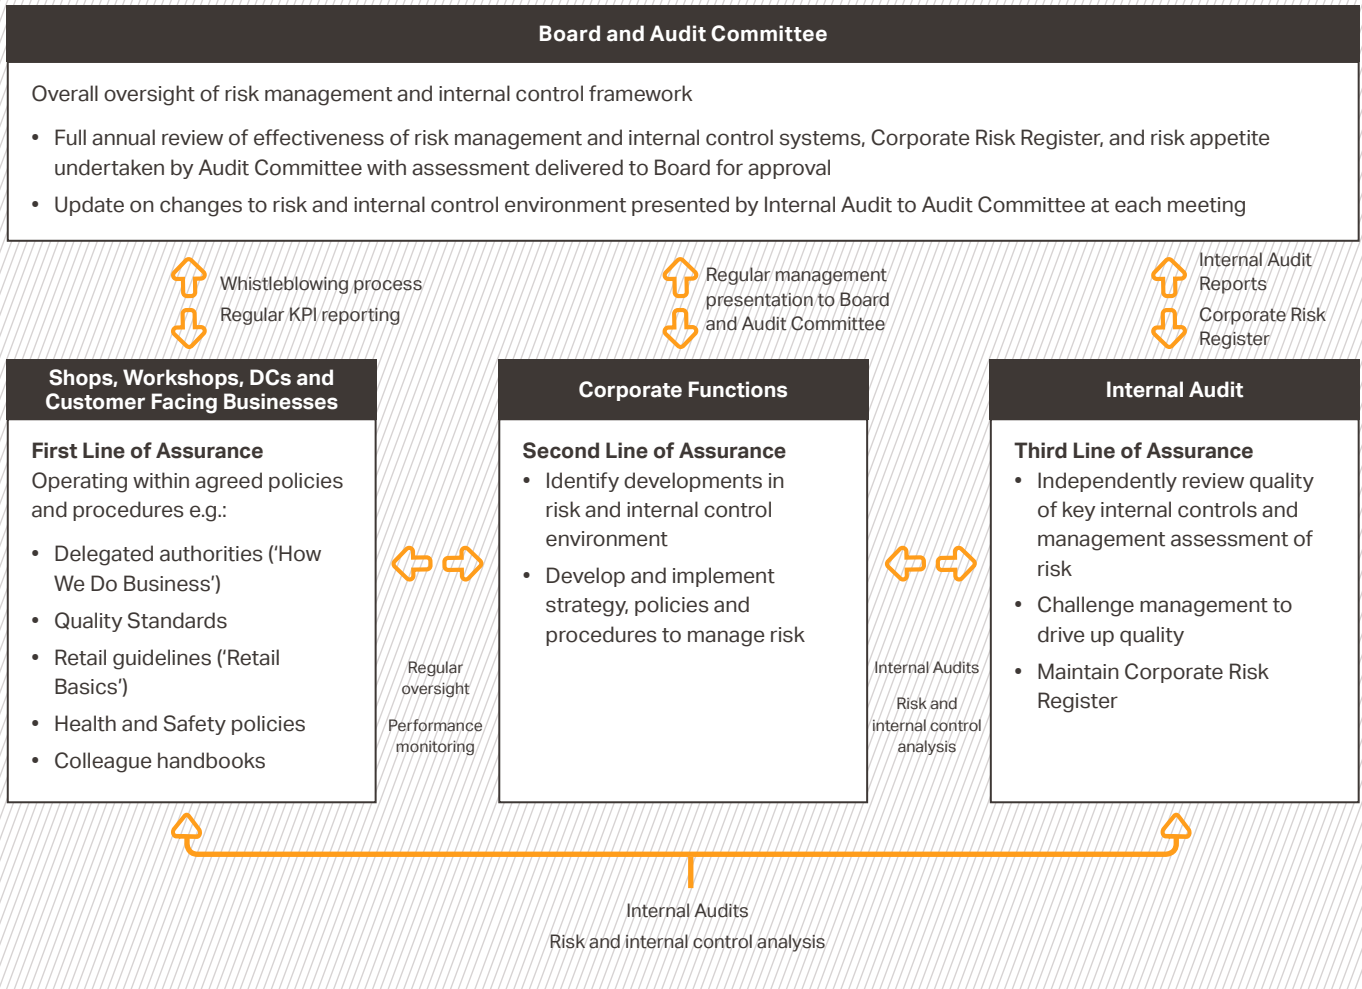 Board and Audit Committee
Overall oversight of risk management and internal control framework
• Full annual review of effectiveness of risk management and internal control systems, Corporate Risk Register, and risk appetite
undertaken by Audit Committee with assessment delivered to Board for approval
• Update on changes to risk and internal control environment presented by Internal Audit to Audit Committee at each meeting
Whistleblowing process
Regular KPI reporting
Regular management
presentation to Board
and Audit Committee
Internal Audit
Reports
Corporate Risk
Register
Shops, Workshops, DCs and
Customer Facing Businesses
First Line of Assurance
Operating within agreed policies
and procedures e.g.:
• Delegated authorities (‘How
We Do Business’)
• Quality Standards
• Retail guidelines (‘Retail
Basics’)
• Health and Safety policies
• Colleague handbooks
Regular
oversight
Performance
monitoring
Corporate Functions
Second Line of Assurance
• Identify developments in
risk and internal control
environment
• Develop and implement
strategy, policies and
procedures to manage risk
Internal Audits
Risk and
internal control
analysis
Internal Audit
Third Line of Assurance
• Independently review quality
of key internal controls and
management assessment of
risk
• Challenge management to
drive up quality
• Maintain Corporate Risk
Register
Internal Audits
Risk and internal control analysis